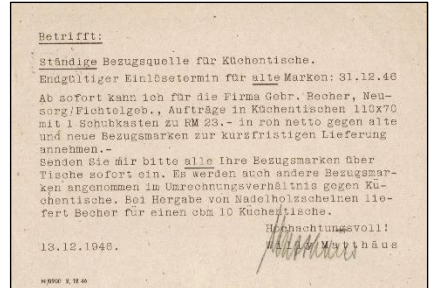 Betrifft:
Ständige Bezugsquelle für Küchentische.
Endgültiger Einlösetermin für alte Marken: 31.12.46
Ab sofort kann ich für die Firma Gebr. Becher, Neu-
sorg/Fichtelgeb., Aufträge in Küchentischen 110x70
mit 1 Schubkasten zu RM 23.- in roh netto gegen alte
und neue Bezugsmarken zur kurzfristigen Lieferung
annehmen.-
Senden Sie mir bitte alle Ihre Bezugsmarken über
Tische sofort ein. Es werden auch andere Bezugsmar-
ken angenommen im Umrechnungsverhältnis gegen Kü-
chentische. Bei Hergabe von Nadelholzscheinen lie-
fert Becher für einen cbm 10 Küchentische.
Hochachtungsvoll!
13.12.1946. Willy Matthäus
Matthäus